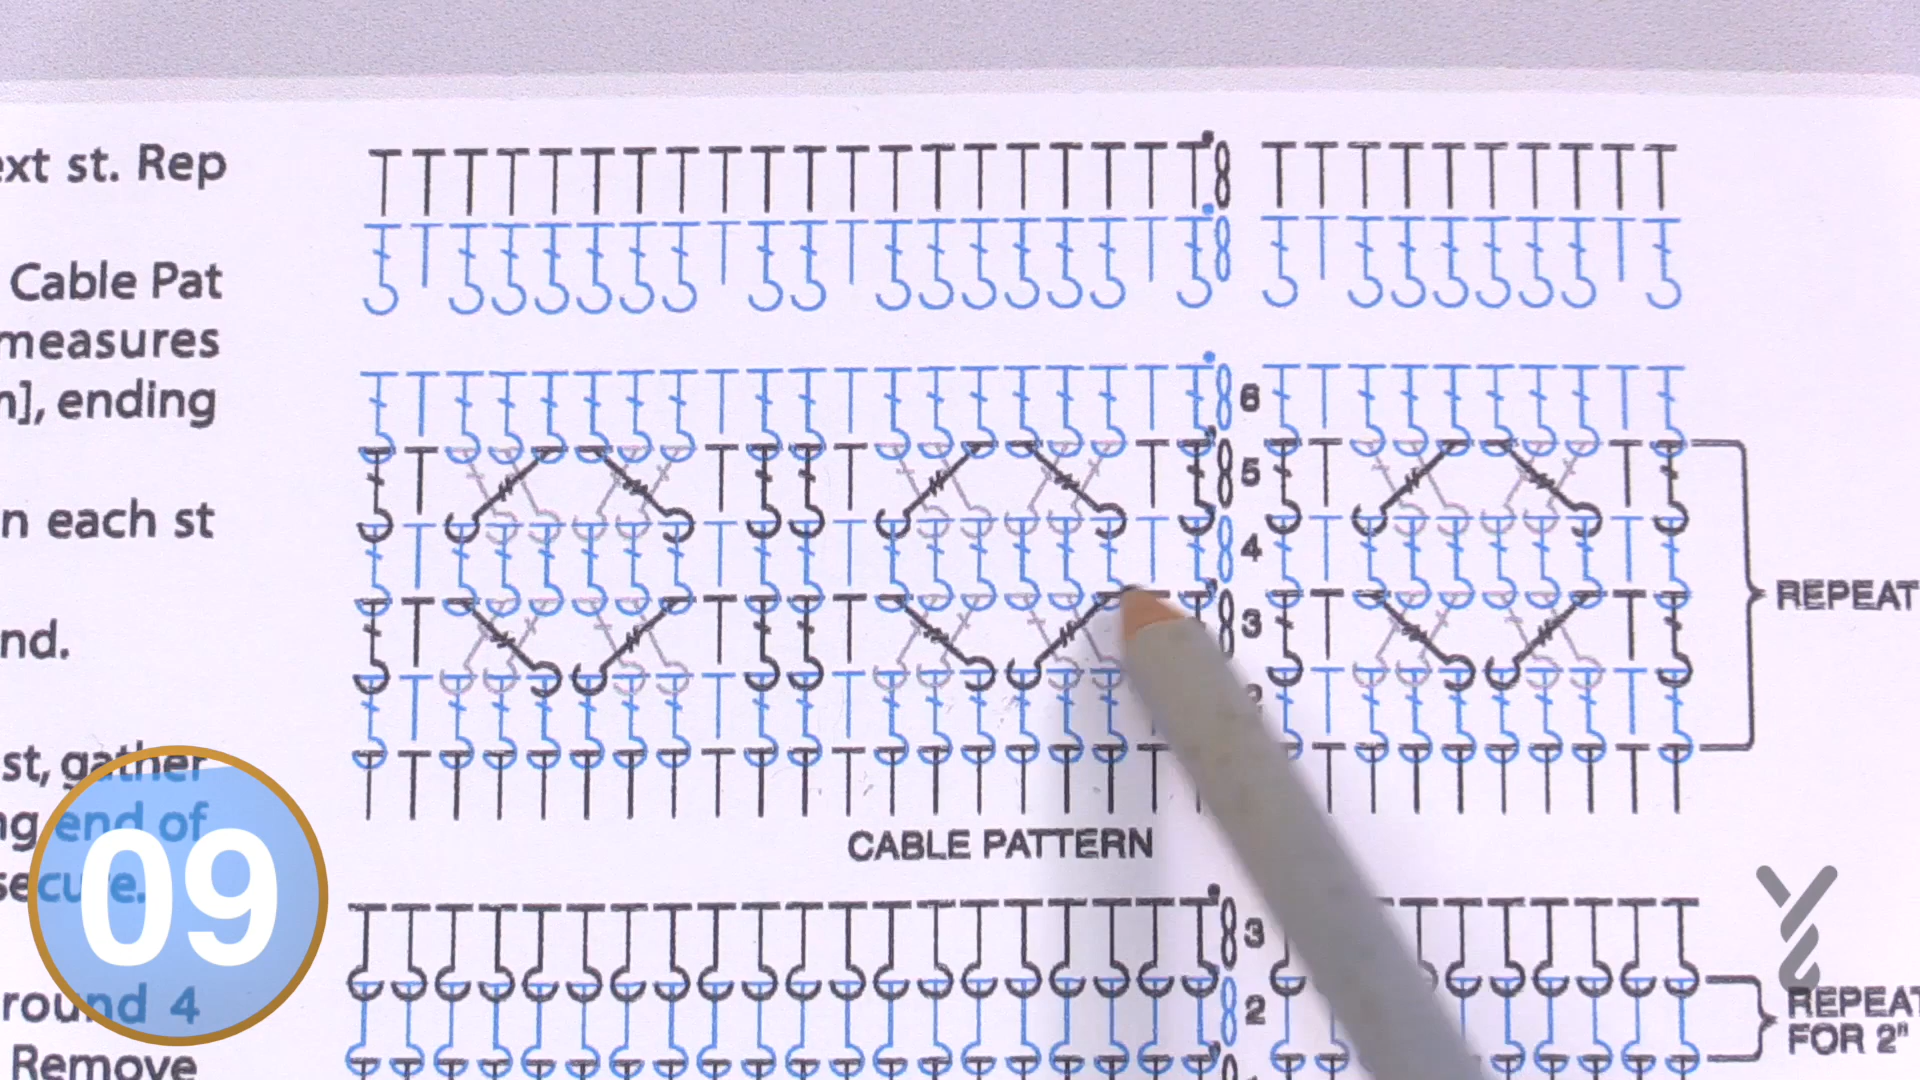 ext st. Rep
Cable Pat
measures
n], ending
n each st
nd.
st, gather
ng end of
secure.
round 4
Remove
09
6
5
4
3
2
REPEAT
CABLE PATTERN
3
2
REPEAT
FOR 2"